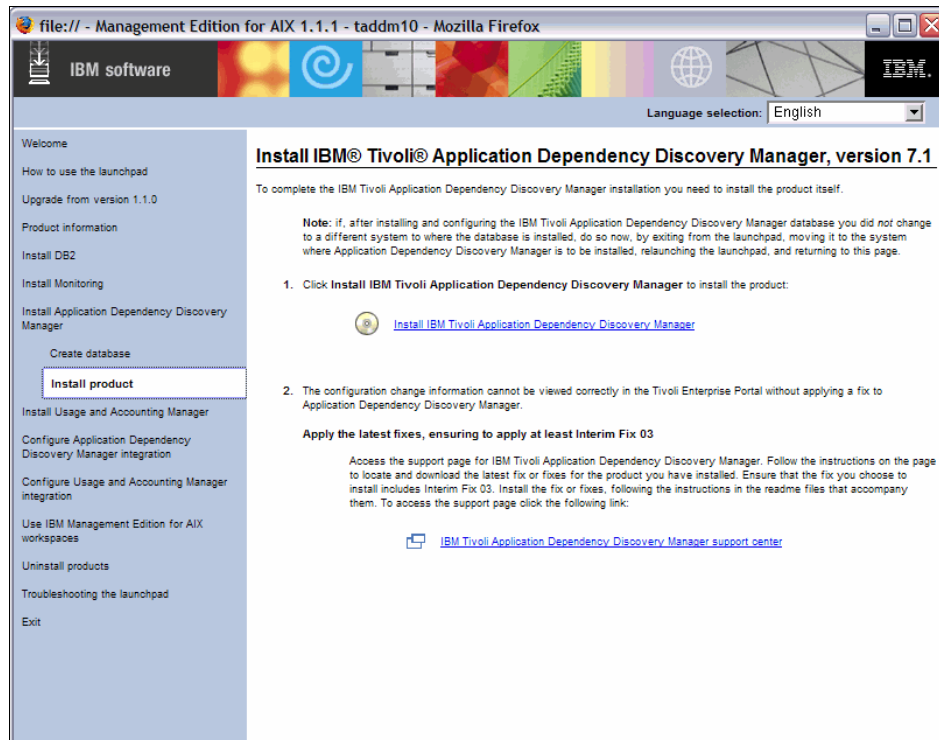 file:// - Management Edition for AIX 1.1.1 - taddm10 - Mozilla Firefox
IBM software
IBM.
Language selection: English
Welcome
How to use the launchpad
Upgrade from version 1.1.0
Product information
Install DB2
Install Monitoring
Install Application Dependency Discovery
Manager
Create database
Install product
Install Usage and Accounting Manager
Configure Application Dependency
Discovery Manager integration
Configure Usage and Accounting Manager
integration
Use IBM Management Edition for AIX
workspaces
Uninstall products
Troubleshooting the launchpad
Exit
Install IBM® Tivoli® Application Dependency Discovery Manager, version 7.1
To complete the IBM Tivoli Application Dependency Discovery Manager installation you need to install the product itself.
Note: if, after installing and configuring the IBM Tivoli Application Dependency Discovery Manager database you did not change
to a different system to where the database is installed, do so now, by exiting from the launchpad, moving it to the system
where Application Dependency Discovery Manager is to be installed, relaunching the launchpad, and returning to this page.
1. Click Install IBM Tivoli Application Dependency Discovery Manager to install the product:
Install IBM Tivoli Application Dependency Discovery Manager
2. The configuration change information cannot be viewed correctly in the Tivoli Enterprise Portal without applying a fix to
Application Dependency Discovery Manager.
Apply the latest fixes, ensuring to apply at least Interim Fix 03
Access the support page for IBM Tivoli Application Dependency Discovery Manager. Follow the instructions on the page
to locate and download the latest fix or fixes for the product you have installed. Ensure that the fix you choose to
install includes Interim Fix 03. Install the fix or fixes, following the instructions in the readme files that accompany
them. To access the support page click the following link:
IBM Tivoli Application Dependency Discovery Manager support center